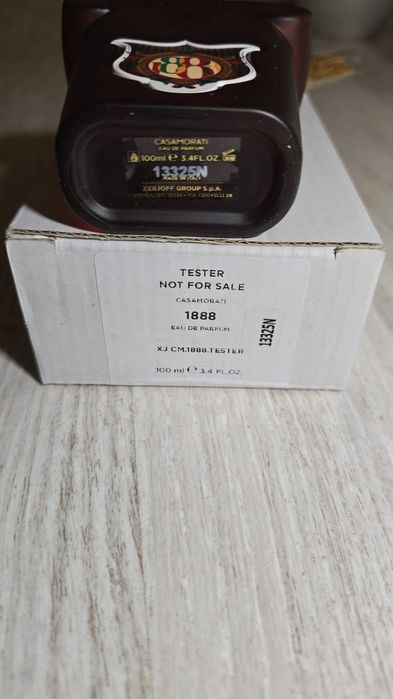 CASAMORATI
EAU DE PARFUM
100ml e 3.4FL.OZ.
13325N
MADE IN ITALY
XERJOFF GROUP S.p.A.
TESTER
NOT FOR SALE
CASAMORATI
1888
EAU DE PARFUM
13325N
XJ CM.1888.TESTER
100 ml e 3.4 FL.OZ.